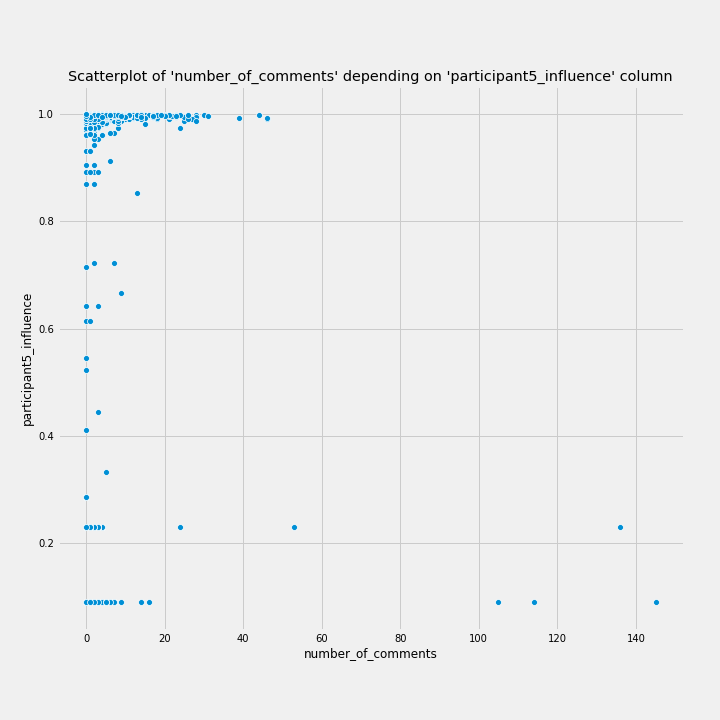 Scatterplot of 'number_of_comments' depending on 'participant5_influence' column
1.0
0.8
0.6
0.4
0.2
participant5_influence
0 20 40 60 80 100 120 140
number_of_comments